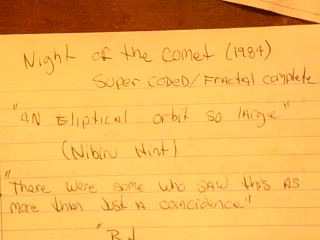 Night of the Comet (1984)
Super Coded/Fractal complete
"AN Eliptical orbit so large"
(Nibiru Hint)
"There were some who saw this as
more than just a coincidence"